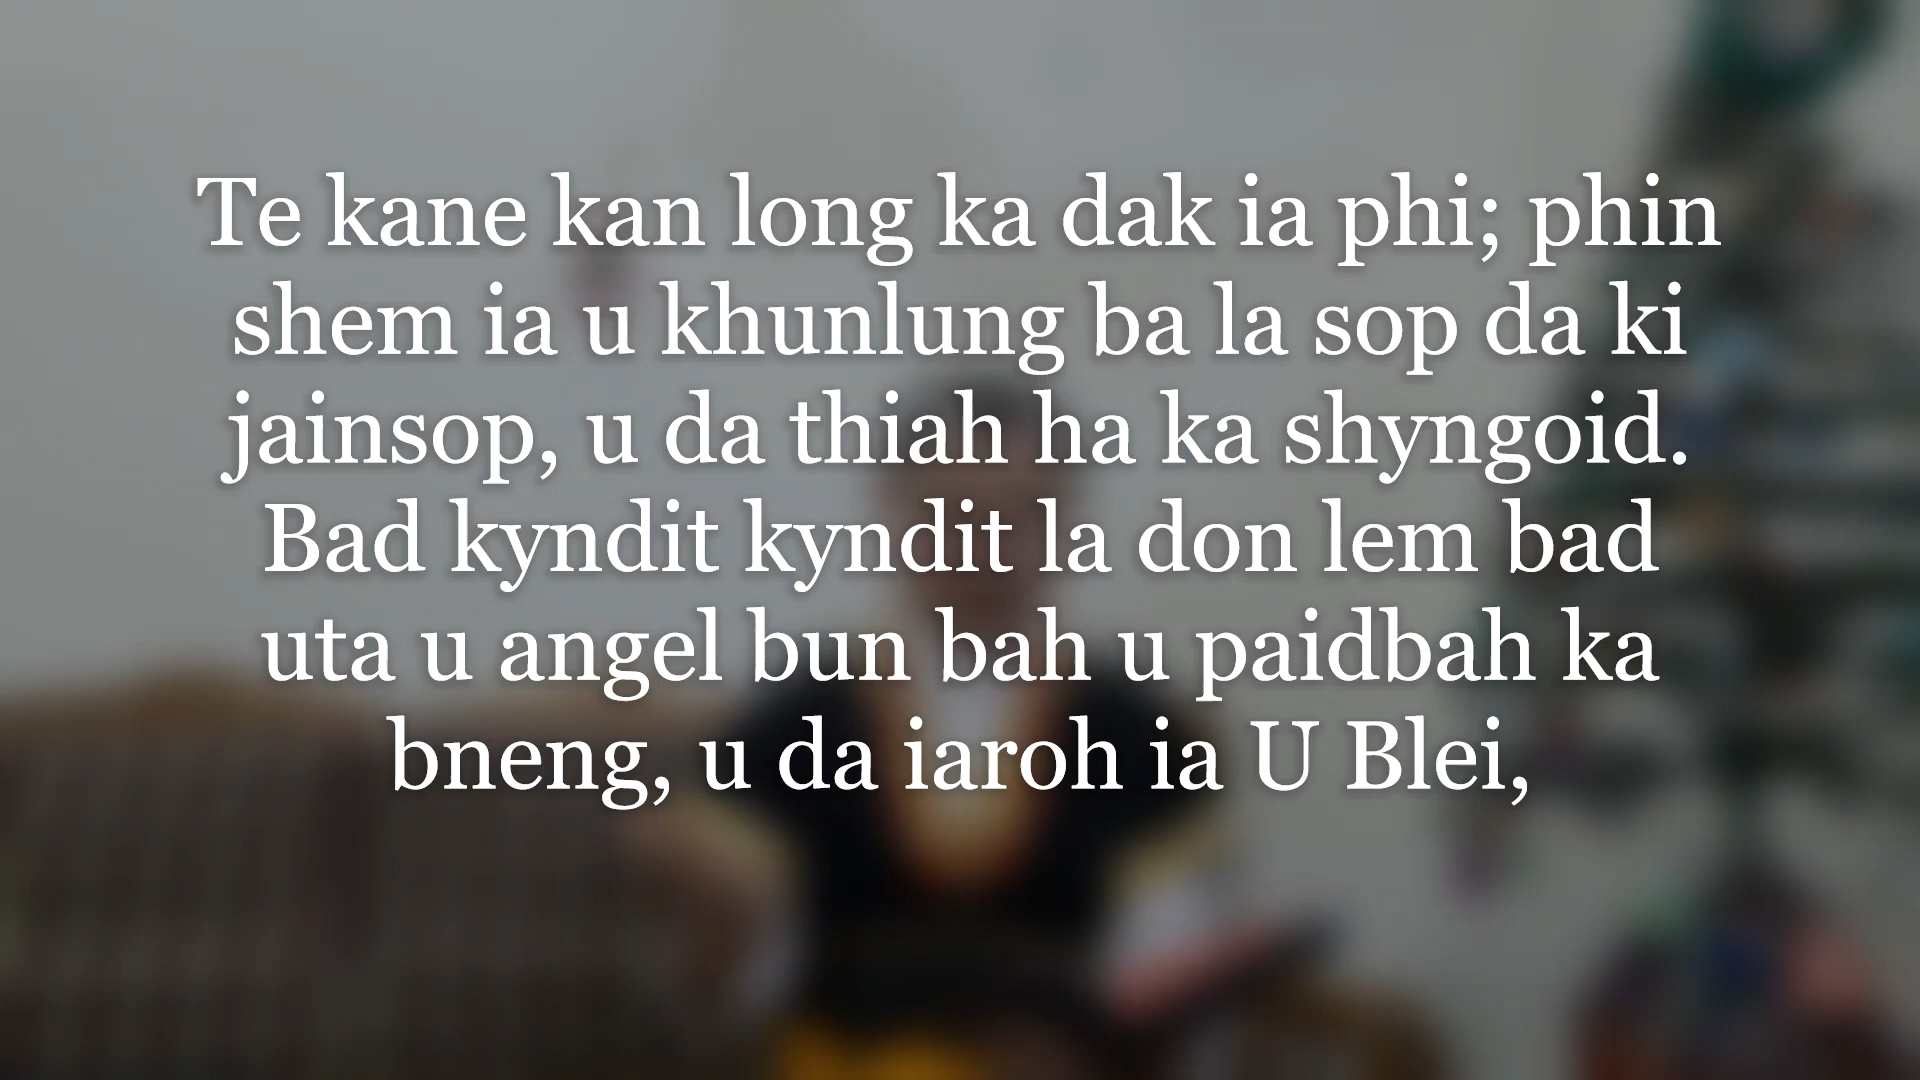 Te kane kan long ka dak ia phi; phin
shem ia u khunlung ba la sop da ki
jainsop, u da thiah ha ka shyngoid.
Bad kyndit kyndit la don lem bad
uta u angel bun bah u paidbah ka
bneng, u da iaroh ia U Blei,